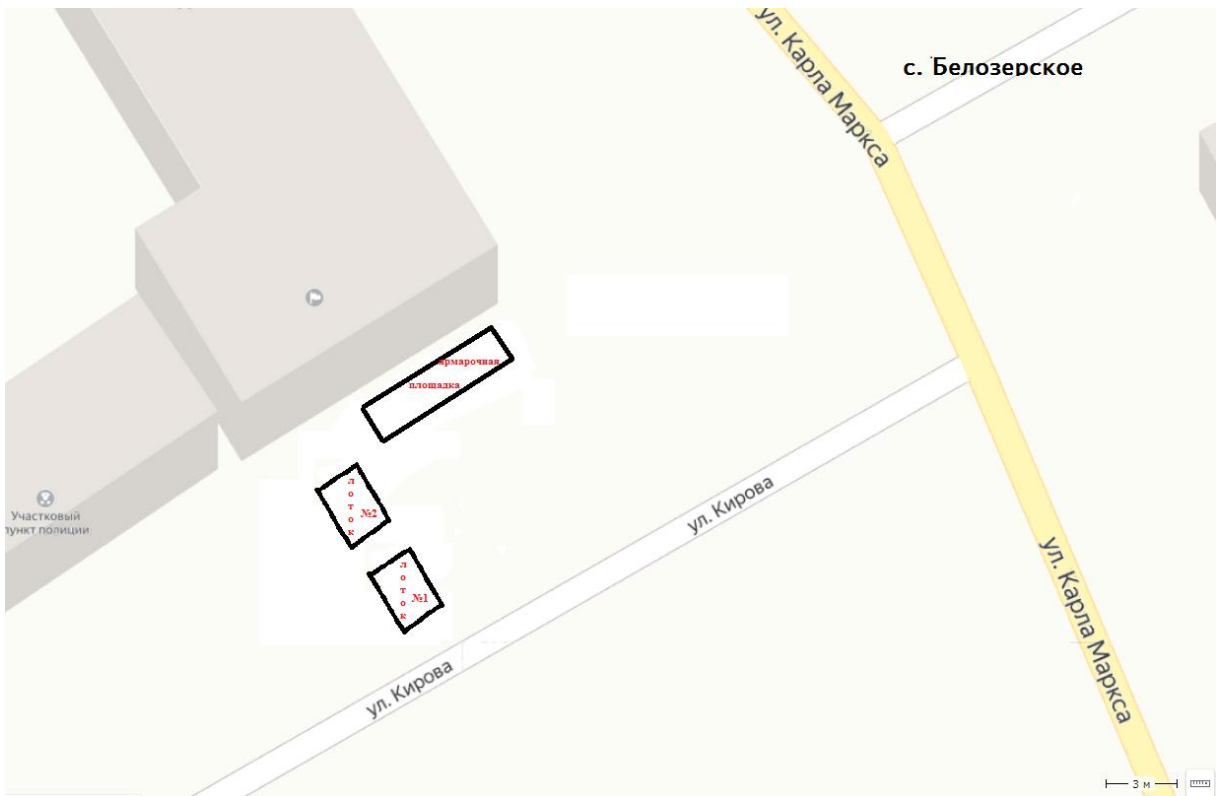 ул. Карла Маркса
с. Белозерское
ярмарочная
площадка
Участковый
пункт полиции
лоток
№2
лоток
№1
ул. Кирова
ул. Кирова
ул. Карла Маркса
3 м